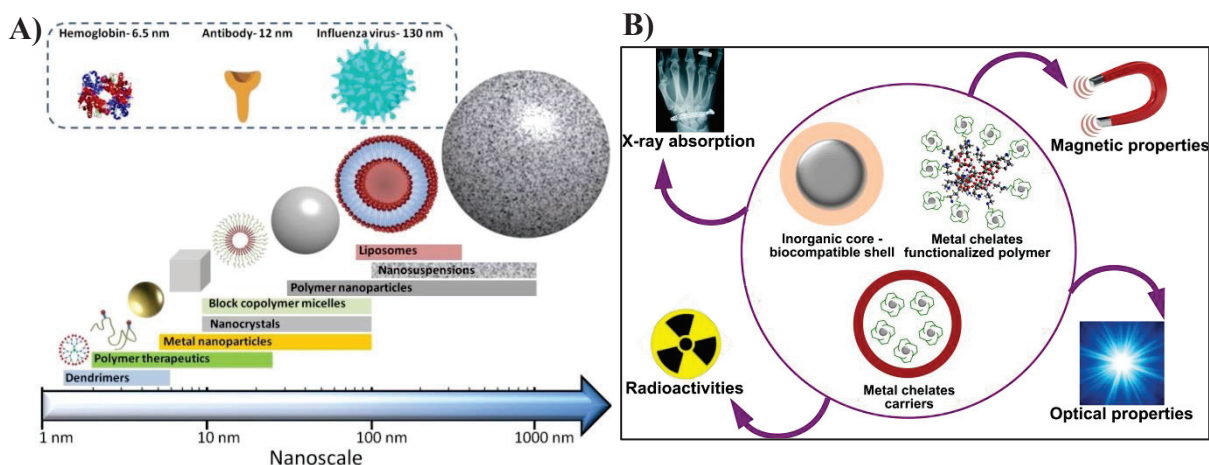 A)
Hemoglobin- 6.5 nm
Antibody- 12 nm
Influenza virus- 130 nm
Liposomes
Nanosuspensions
Polymer nanoparticles
Block copolymer micelles
Nanocrystals
Metal nanoparticles
Polymer therapeutics
Dendrimers
1 nm
10 nm
100 nm
1000 nm
Nanoscale
B)
X-ray absorption
Magnetic properties
Inorganic core -
biocompatible shell
Metal chelates
functionalized polymer
Metal chelates
carriers
Radioactivities
Optical properties